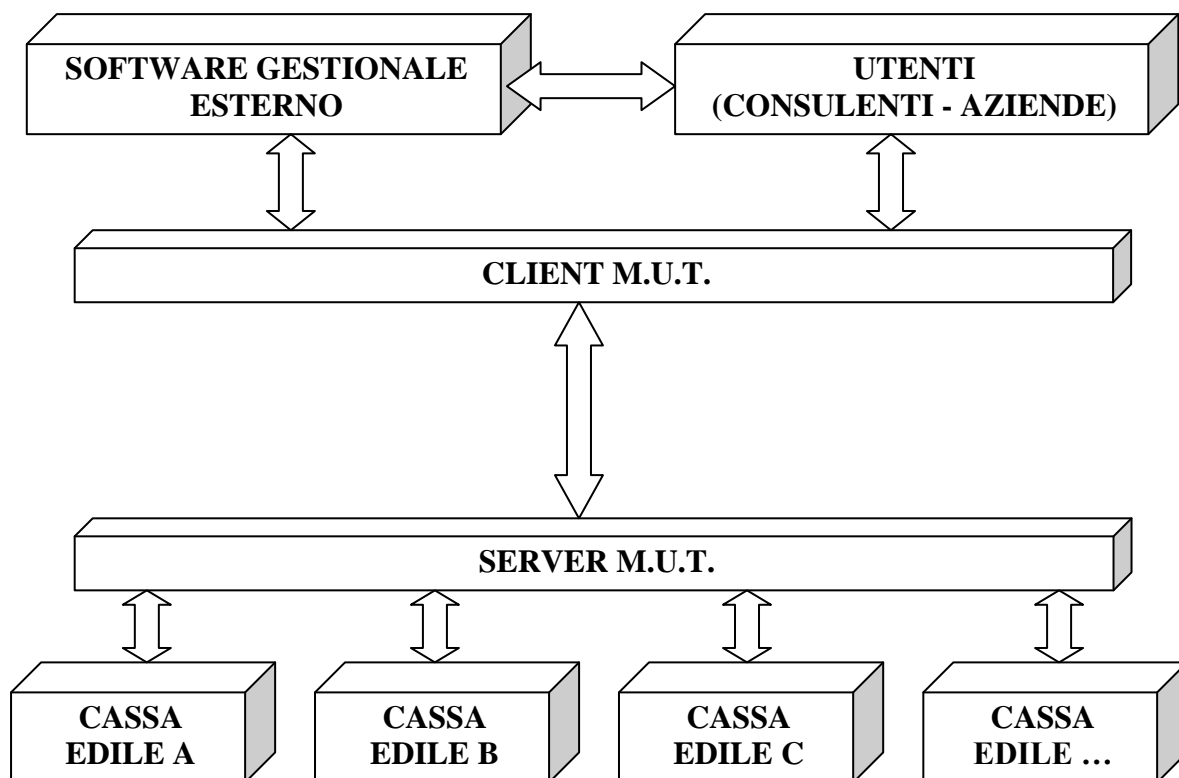 SOFTWARE GESTIONALE
ESTERNO
UTENTI
(CONSULENTI - AZIENDE)
CLIENT M.U.T.
SERVER M.U.T.
CASSA
EDILE A
CASSA
EDILE B
CASSA
EDILE C
CASSA
EDILE …